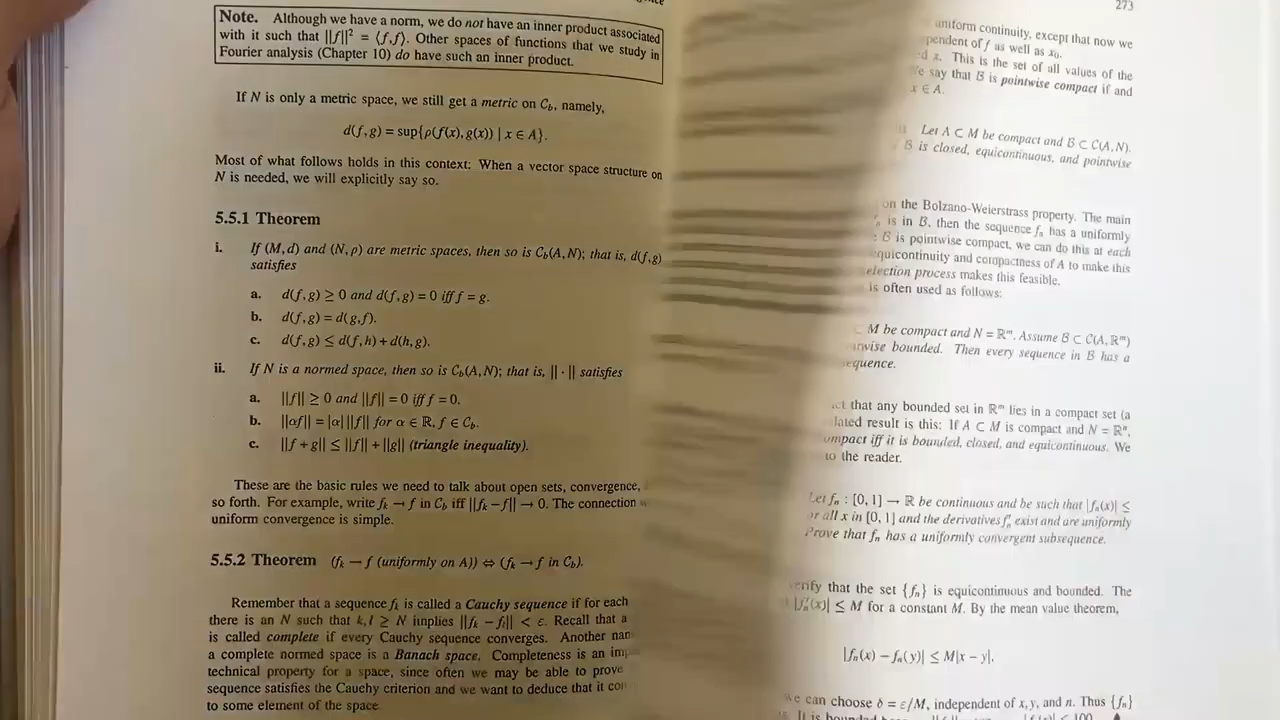 Note. Although we have a norm, we do not have an inner product associated
with it such that ||f||² = ⟨f,f⟩. Other spaces of functions that we study in
Fourier analysis (Chapter 10) do have such an inner product.
If N is only a metric space, we still get a metric on C_b, namely,
d(f,g) = sup{ρ(f(x),g(x)) | x ∈ A}.
Most of what follows holds in this context: When a vector space structure on
N is needed, we will explicitly say so.
5.5.1 Theorem
i. If (M,d) and (N,ρ) are metric spaces, then so is C_b(A,N); that is, d(f,g)
satisfies
a. d(f,g) ≥ 0 and d(f,g) = 0 iff f = g.
b. d(f,g) = d(g,f).
c. d(f,g) ≤ d(f,h) + d(h,g).
ii. If N is a normed space, then so is C_b(A,N); that is, || · || satisfies
a. ||f|| ≥ 0 and ||f|| = 0 iff f = 0.
b. ||αf|| = |α| ||f|| for α ∈ ℝ, f ∈ C_b.
c. ||f + g|| ≤ ||f|| + ||g|| (triangle inequality).
These are the basic rules we need to talk about open sets, convergence,
so forth. For example, write f_k → f in C_b iff ||f_k − f|| → 0. The connection
uniform convergence is simple.
5.5.2 Theorem (f_k → f (uniformly on A)) ⇔ (f_k → f in C_b).
Remember that a sequence f_k is called a Cauchy sequence if for each
there is an N such that k, l ≥ N implies ||f_k − f_l|| < ε. Recall that a
is called complete if every Cauchy sequence converges. Another
a complete normed space is a Banach space. Completeness is an
technical property for a space, since often we may be able to prove
sequence satisfies the Cauchy criterion and we want to deduce that it
to some element of the space
273
uniform continuity, except that now we
of f as well as x₀.
x. This is the set of all values of the
say that B is pointwise compact if and
x ∈ A.
Let A ⊂ M be compact and B ⊂ C(A,N).
B is closed, equicontinuous, and pointwise
on the Bolzano-Weierstrass property. The main
is in B, then the sequence f_n has a uniformly
B is pointwise compact, we can do this at each
equicontinuity and compactness of A to make this
selection process makes this feasible.
is often used as follows:
M be compact and N = ℝᵐ. Assume B ⊂ C(A,ℝᵐ)
bounded. Then every sequence in B has a
that any bounded set in ℝᵐ lies in a compact set (a
result is this: If A ⊂ M is compact and N = ℝⁿ,
compact iff it is bounded, closed, and equicontinuous. We
to the reader.
Let f_n : [0,1] → ℝ be continuous and be such that |f_n(x)| ≤
for all x in [0,1] and the derivatives f′_n exist and are uniformly
Prove that f_n has a uniformly convergent subsequence.
verify that the set {f_n} is equicontinuous and bounded. The
|f′_n(x)| ≤ M for a constant M. By the mean value theorem,
|f_n(x) − f_n(y)| ≤ M|x − y|.
we can choose δ = ε/M, independent of x, y, and n. Thus {f_n}